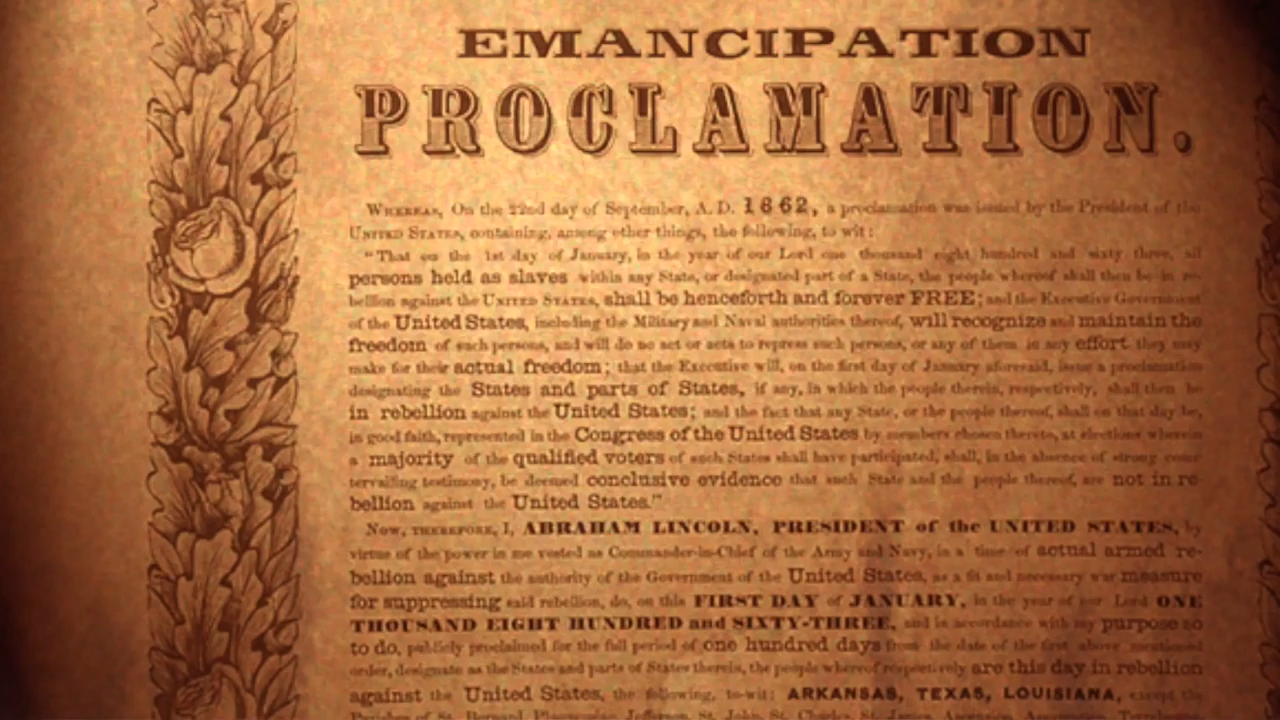 EMANCIPATION
PROCLAMATION.
WHEREAS, On the 22nd day of September, A. D. 1862, a proclamation was issued by the President of the
UNITED STATES, containing, among other things, the following, to wit:
"That on the 1st day of January, in the year of our Lord one thousand eight hundred and sixty three, all
persons held as slaves within any State, or designated part of a State, the people whereof shall then be in re-
bellion against the UNITED STATES, shall be henceforth and forever FREE; and the Executive Government
of the United States, including the Military and Naval authorities thereof, will recognize and maintain the
freedom of such persons, and will do no act or acts to repress such persons, or any of them in any effort they may
make for their actual freedom; that the Executive will, on the first day of January aforesaid, issue a proclamation
designating the States and parts of States, if any, in which the people therein, respectively, shall then be
in rebellion against the United States; and the fact that any State, or the people thereof, shall on that day be,
in good faith, represented in the Congress of the United States by members chosen thereto, at elections wherein
a majority of the qualified voters of such States shall have participated, shall, in the absence of strong coun-
tervailing testimony, be deemed conclusive evidence that such State and the people thereof, are not in re-
bellion against the United States."
NOW, THEREFORE, I, ABRAHAM LINCOLN, PRESIDENT of the UNITED STATES, by
virtue of the power in me vested as Commander-in-Chief of the Army and Navy, in a time of actual armed re-
bellion against the authority of the Government of the United States, as a fit and necessary war measure
for suppressing said rebellion, do, on this FIRST DAY of JANUARY, in the year of our Lord ONE
THOUSAND EIGHT HUNDRED and SIXTY-THREE, and in accordance with my purpose so
to do, publicly proclaimed for the full period of one hundred days from the date of the first above mentioned
order, designate as the States and parts of States therein, the people whereof respectively are this day in rebellion
against the United States, the following, to-wit: ARKANSAS, TEXAS, LOUISIANA, except the
Parishes of St. Bernard, Jefferson, St. John, St. Charles, St. James,